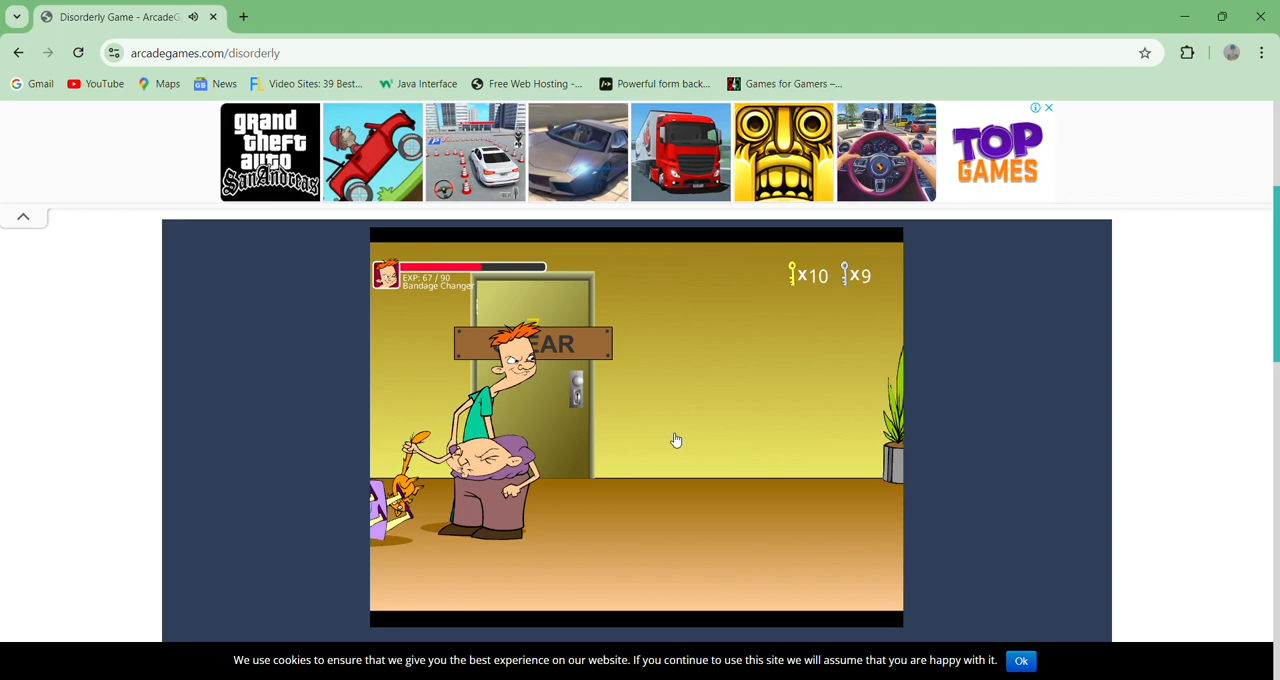 Disorderly Game - ArcadeG
arcadegames.com/disorderly
Gmail YouTube Maps News Video Sites: 39 Best... Java Interface Free Web Hosting -... Powerful form back... Games for Gamers –...
grand theft auto San Andreas
TOP GAMES
EXP: 67 / 90
Bandage Changer
x10 x9
EAR
We use cookies to ensure that we give you the best experience on our website. If you continue to use this site we will assume that you are happy with it. Ok